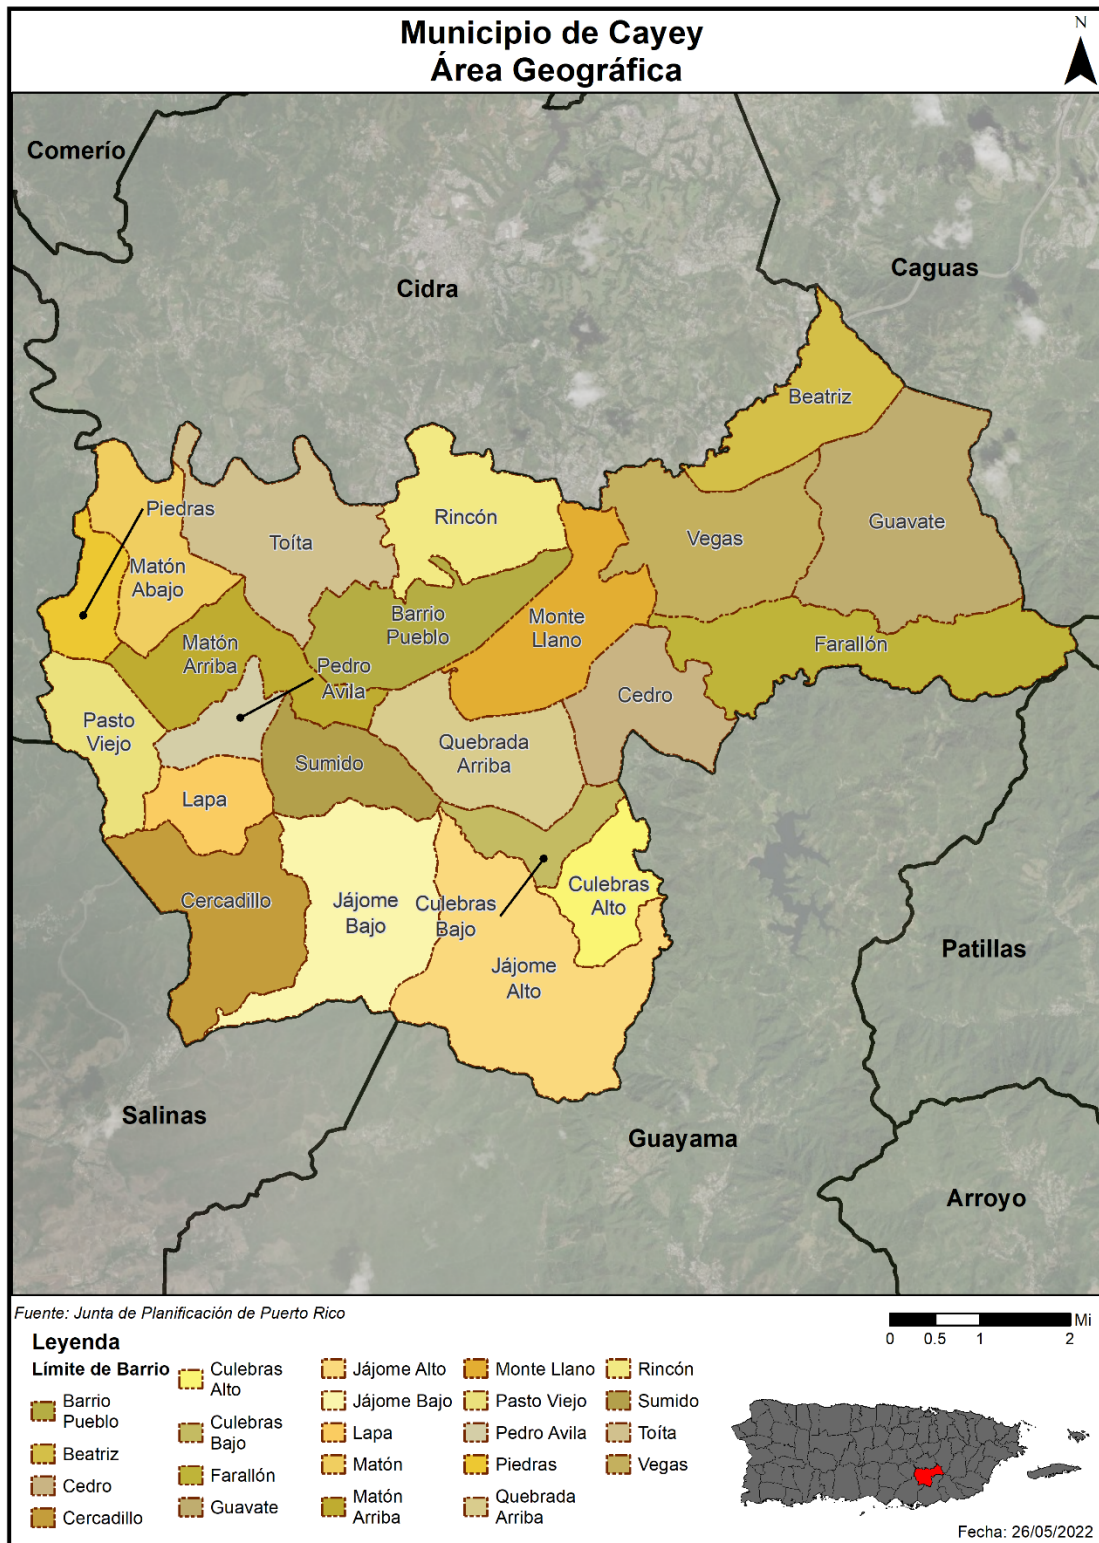 Municipio de Cayey
Área Geográfica
N
Comerío
Cidra
Caguas
Beatriz
Piedras
Rincón
Guavate
Toíta
Vegas
Matón
Abajo
Barrio
Pueblo
Monte
Llano
Farallón
Matón
Arriba
Pedro
Avila
Cedro
Pasto
Viejo
Quebrada
Arriba
Sumido
Lapa
Cercadillo
Jájome
Bajo
Culebras
Bajo
Culebras
Alto
Jájome
Alto
Patillas
Salinas
Guayama
Arroyo
Fuente: Junta de Planificación de Puerto Rico
Mi
0 0.5 1 2
Leyenda
Límite de Barrio
Barrio
Pueblo
Beatriz
Cedro
Cercadillo
Culebras
Alto
Culebras
Bajo
Farallón
Guavate
Jájome Alto
Jájome Bajo
Lapa
Matón
Matón
Arriba
Monte Llano
Pasto Viejo
Pedro Avila
Piedras
Quebrada
Arriba
Rincón
Sumido
Toíta
Vegas
Fecha: 26/05/2022